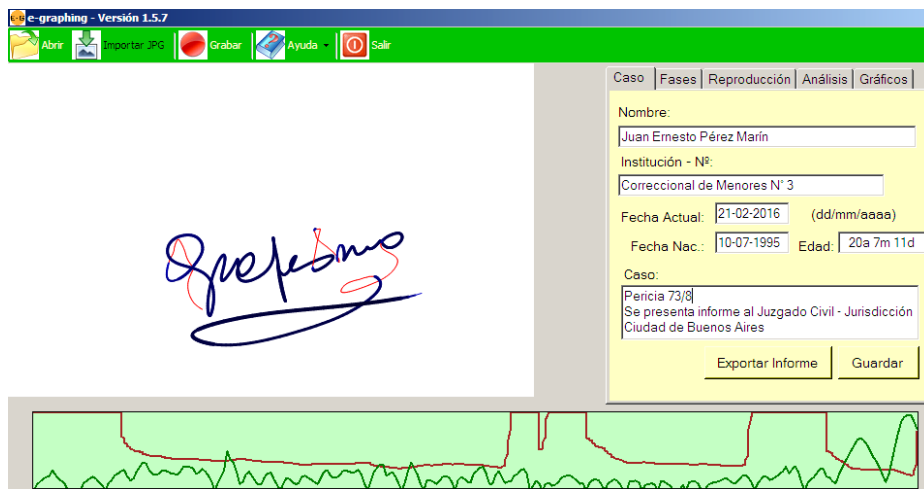 E-G e-graphing - Versión 1.5.7
Abrir Importar JPG Grabar Ayuda Salir
Caso Fases Reproducción Análisis Gráficos
Nombre:
Juan Ernesto Pérez Marín
Institución - Nº:
Correccional de Menores N° 3
Fecha Actual: 21-02-2016 (dd/mm/aaaa)
Fecha Nac.: 10-07-1995 Edad: 20a 7m 11d
Caso:
Pericia 73/8
Se presenta informe al Juzgado Civil - Jurisdicción
Ciudad de Buenos Aires
Exportar Informe Guardar